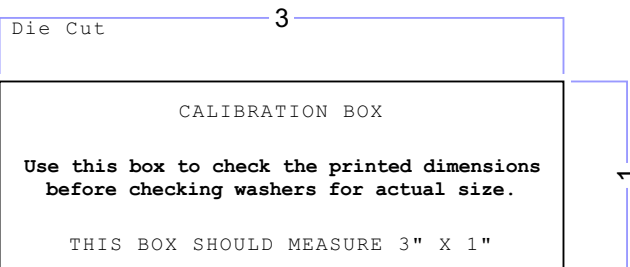 3
Die Cut
CALIBRATION BOX
Use this box to check the printed dimensions
before checking washers for actual size.
THIS BOX SHOULD MEASURE 3" X 1"
1